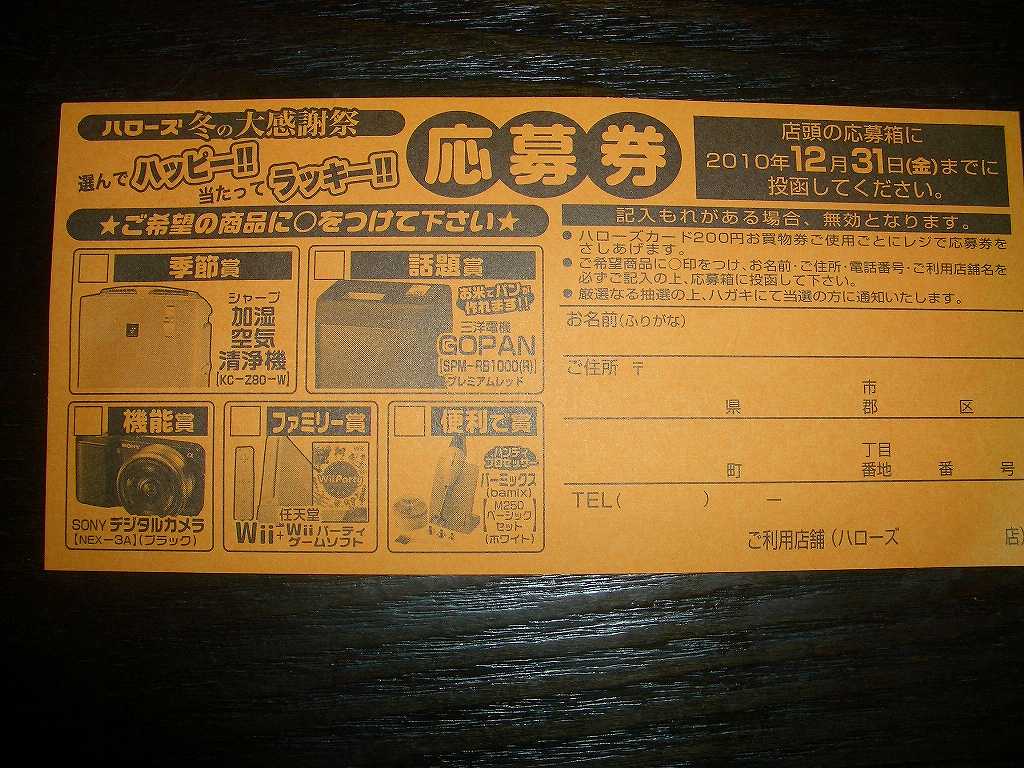 ハローズ 冬の大感謝祭
選んでハッピー!!
当たってラッキー!!
応募券
店頭の応募箱に
2010年12月31日(金)までに
投函してください。
★ご希望の商品に○をつけて下さい★
季節賞
シャープ
加湿
空気
清浄機
[KC-Z80-W]
話題賞
お米でパンが
作れます!!
三洋電機
GOPAN
[SPM-RB1000(R)]
プレミアムレッド
機能賞
SONY
SONY デジタルカメラ
[NEX-3A](ブラック)
ファミリー賞
Wii Party
任天堂
Wii+Wiiパーティ
ゲームソフト
便利で賞
ハンディ
プロセッサー
バーミックス
(bamix)
M250
ベーシック
セット
(ホワイト)
記入もれがある場合、無効となります。
●ハローズカード200円お買物券ご使用ごとにレジで応募券を
さしあげます。
●ご希望商品に○印をつけ、お名前・ご住所・電話番号・ご利用店舗名を
必ずご記入の上、応募箱に投函して下さい。
●厳選なる抽選の上、ハガキにて当選の方に通知いたします。
お名前(ふりがな)
ご住所 〒
県 市 郡 区
町 丁目 番地 番 号
TEL( ) ー
ご利用店舗(ハローズ 店)